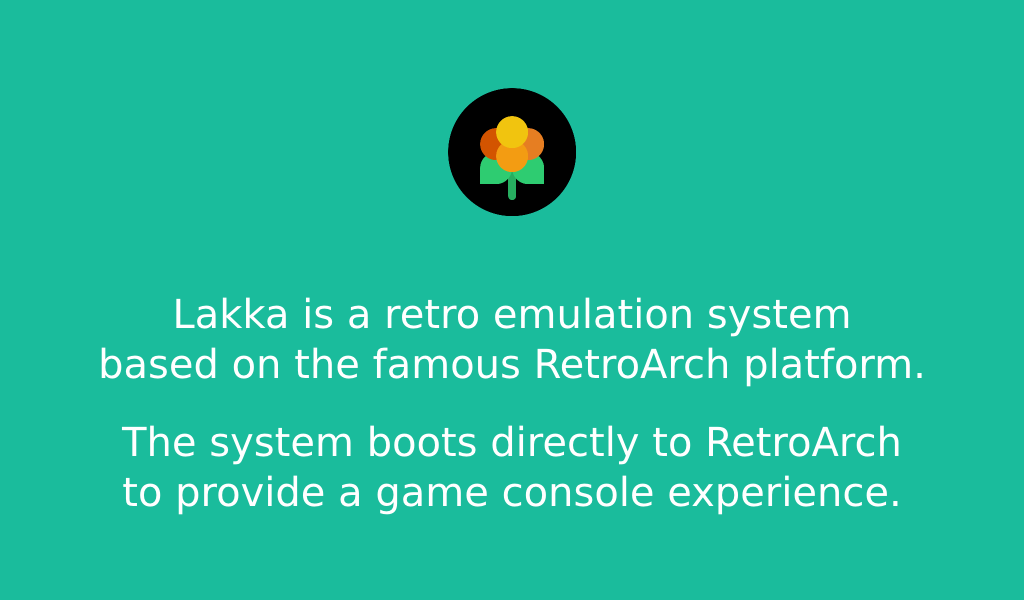 Lakka is a retro emulation system
based on the famous RetroArch platform.
The system boots directly to RetroArch
to provide a game console experience.